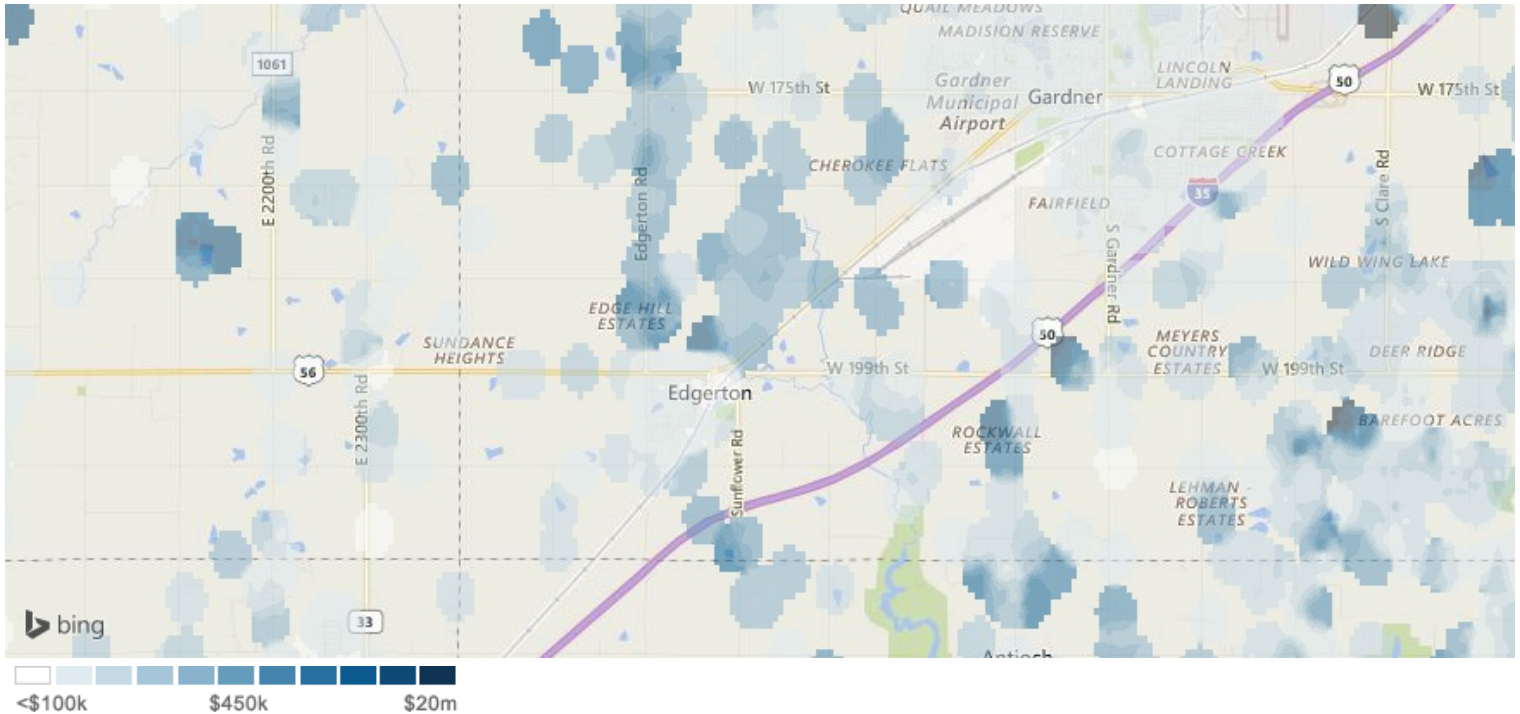 QUAIL MEADOWS
MADISION RESERVE
1061
LINCOLN
LANDING
50
W 175th St
Gardner
Municipal
Airport
Gardner
W 175th St
E 2200th Rd
CHEROKEE FLATS
COTTAGE CREEK
S Clare Rd
Edgerton Rd
35
FAIRFIELD
S Gardner Rd
WILD WING LAKE
EDGE HILL
ESTATES
SUNDANCE
HEIGHTS
50
MEYERS
COUNTRY
ESTATES
DEER RIDGE
56
W 199th St
W 199th St
Edgerton
E 2300th Rd
BAREFOOT ACRES
ROCKWALL
ESTATES
Sunflower Rd
LEHMAN -
ROBERTS
ESTATES
bing
33
Antioch
<$100k
$450k
$20m